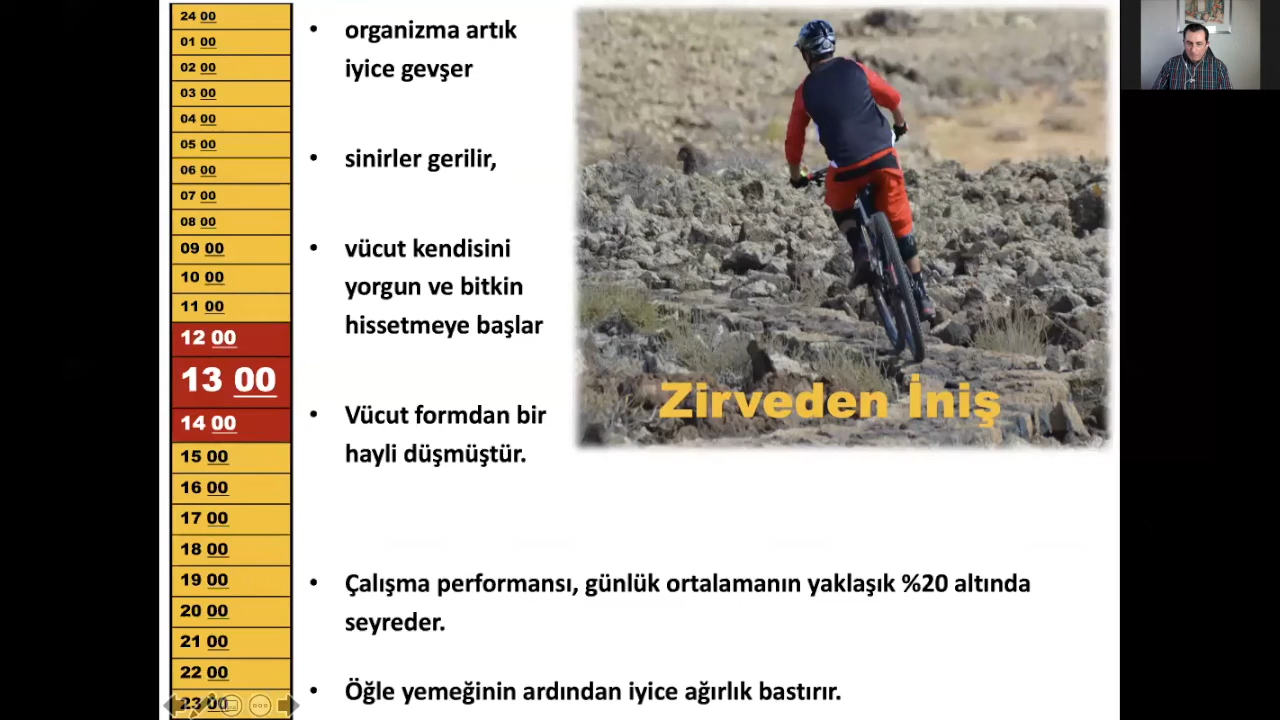 24 00
01 00
02 00
03 00
04 00
05 00
06 00
07 00
08 00
09 00
10 00
11 00
12 00
13 00
14 00
15 00
16 00
17 00
18 00
19 00
20 00
21 00
22 00
23 00
• organizma artık
iyice gevşer
• sinirler gerilir,
• vücut kendisini
yorgun ve bitkin
hissetmeye başlar
• Vücut formdan bir
hayli düşmüştür.
Zirveden İniş
• Çalışma performansı, günlük ortalamanın yaklaşık %20 altında
seyreder.
• Öğle yemeğinin ardından iyice ağırlık bastırır.